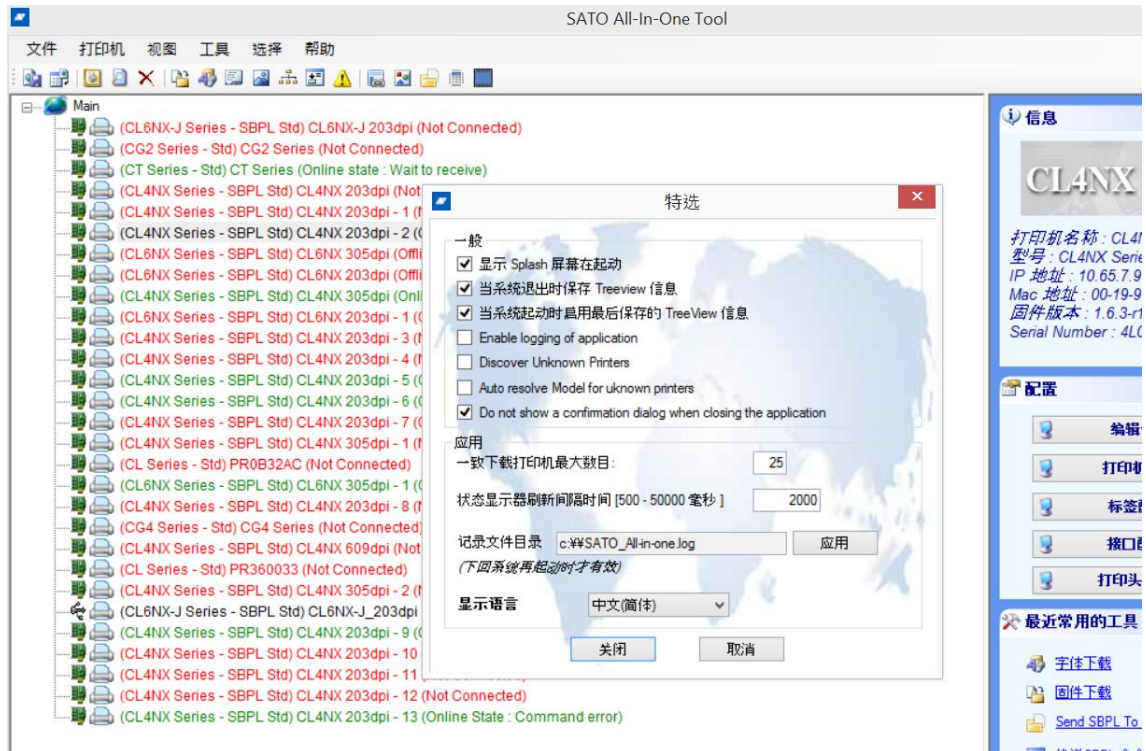 SATO All-In-One Tool
文件 打印机 视图 工具 选择 帮助
Main
(CL6NX-J Series - SBPL Std) CL6NX-J 203dpi (Not Connected)
(CG2 Series - Std) CG2 Series (Not Connected)
(CT Series - Std) CT Series (Online state : Wait to receive)
(CL4NX Series - SBPL Std) CL4NX 203dpi (Not
(CL4NX Series - SBPL Std) CL4NX 203dpi - 1 (
(CL4NX Series - SBPL Std) CL4NX 203dpi - 2 (
(CL6NX Series - SBPL Std) CL6NX 305dpi (Offli
(CL6NX Series - SBPL Std) CL6NX 203dpi (Offli
(CL4NX Series - SBPL Std) CL4NX 305dpi (Onli
(CL6NX Series - SBPL Std) CL6NX 203dpi - 1 (
(CL4NX Series - SBPL Std) CL4NX 203dpi - 3 (
(CL4NX Series - SBPL Std) CL4NX 203dpi - 4 (
(CL4NX Series - SBPL Std) CL4NX 203dpi - 5 (
(CL4NX Series - SBPL Std) CL4NX 203dpi - 6 (
(CL4NX Series - SBPL Std) CL4NX 203dpi - 7 (
(CL4NX Series - SBPL Std) CL4NX 305dpi - 1 (
(CL Series - Std) PR0B32AC (Not Connected)
(CL6NX Series - SBPL Std) CL6NX 305dpi - 1 (
(CL4NX Series - SBPL Std) CL4NX 203dpi - 8 (
(CG4 Series - Std) CG4 Series (Not Connected)
(CL4NX Series - SBPL Std) CL4NX 609dpi (Not
(CL Series - Std) PR360033 (Not Connected)
(CL4NX Series - SBPL Std) CL4NX 305dpi - 2 (
(CL6NX-J Series - SBPL Std) CL6NX-J_203dpi
(CL4NX Series - SBPL Std) CL4NX 203dpi - 9 (
(CL4NX Series - SBPL Std) CL4NX 203dpi - 10
(CL4NX Series - SBPL Std) CL4NX 203dpi - 11
(CL4NX Series - SBPL Std) CL4NX 203dpi - 12 (Not Connected)
(CL4NX Series - SBPL Std) CL4NX 203dpi - 13 (Online State : Command error)
特选
一般
显示 Splash 屏幕在起动
当系统退出时保存 Treeview 信息
当系统起动时启用最后保存的 TreeView 信息
Enable logging of application
Discover Unknown Printers
Auto resolve Model for uknown printers
Do not show a confirmation dialog when closing the application
应用
一致下载打印机最大数目: 25
状态显示器刷新间隔时间 [500 - 50000 毫秒 ] 2000
记录文件目录 c:¥¥SATO_All-in-one.log 应用
(下回系统再起动时才有效)
显示语言 中文(简体)
关闭 取消
信息
CL4NX
打印机名称 : CL4N
型号 : CL4NX Serie
IP 地址 : 10.65.7.9
Mac 地址 : 00-19-9
固件版本 : 1.6.3-r1
Serial Number : 4L0
配置
编辑
打印机
标签
接口
打印头
最近常用的工具
字体下载
固件下载
Send SBPL To